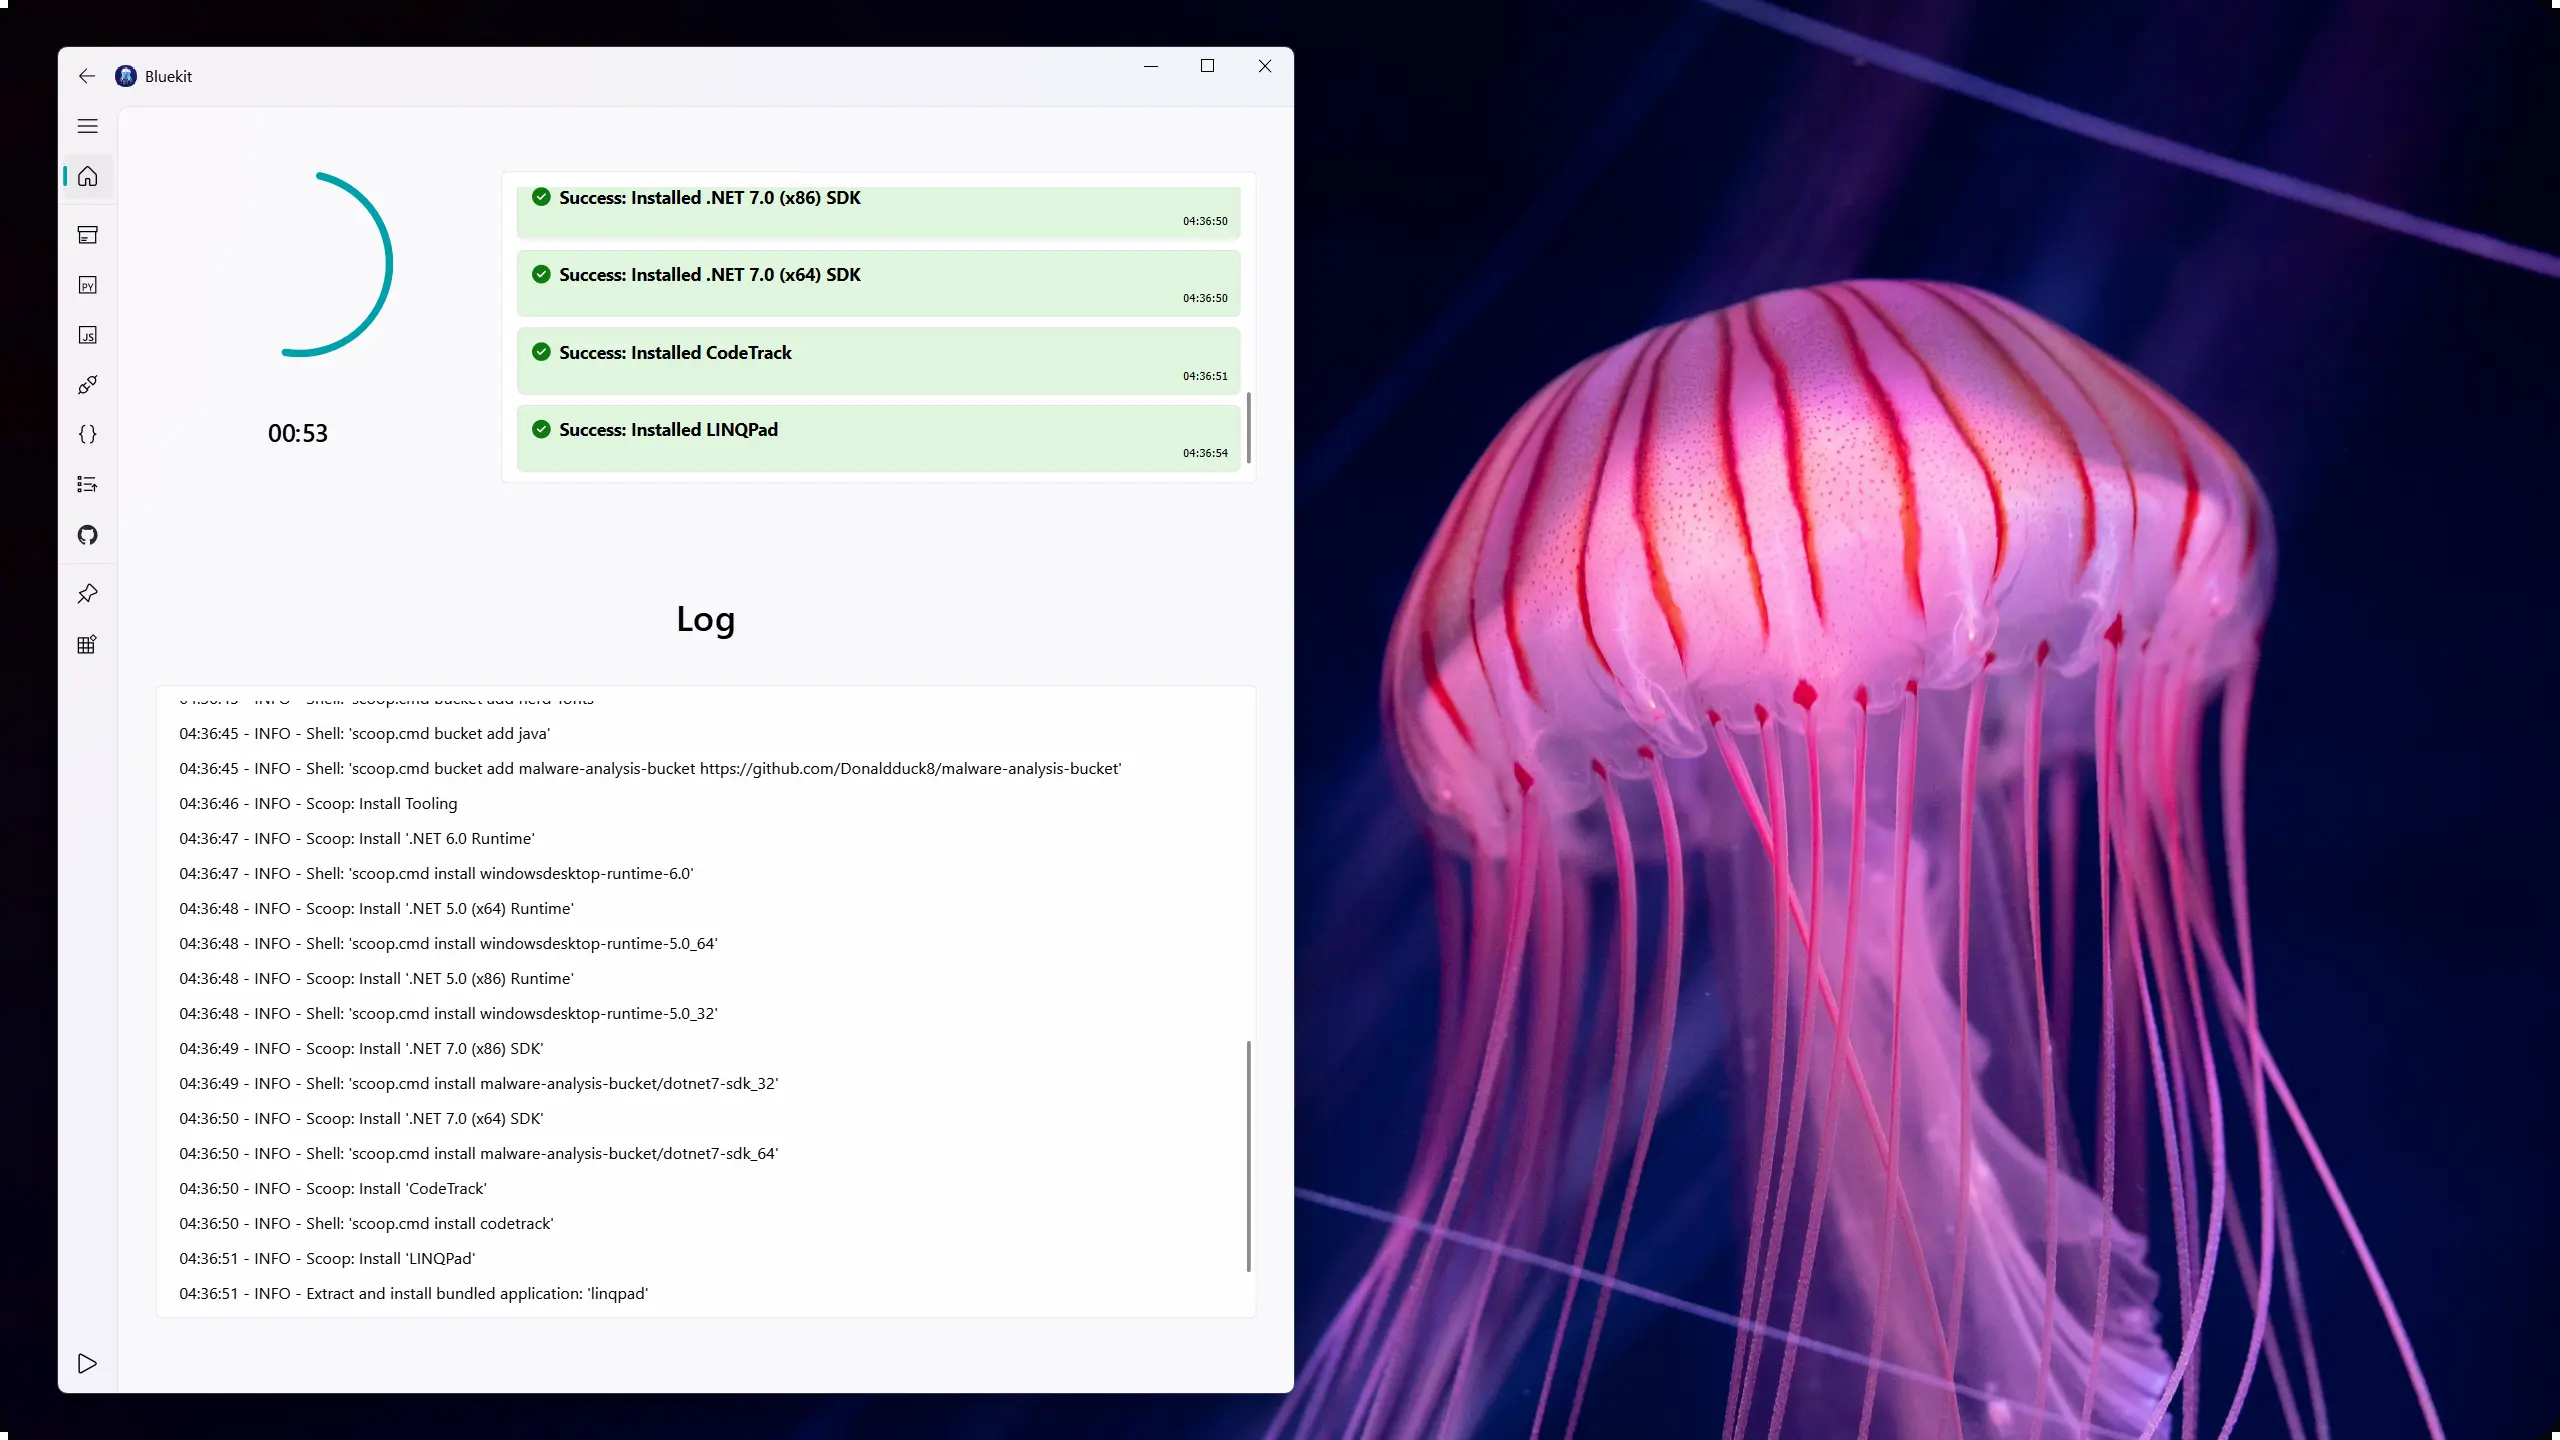 Bluekit
PY
JS
00:53
Success: Installed .NET 7.0 (x86) SDK
04:36:50
Success: Installed .NET 7.0 (x64) SDK
04:36:50
Success: Installed CodeTrack
04:36:51
Success: Installed LINQPad
04:36:54
Log
INFO - Shell: 'scoop.cmd bucket add nerd-fonts'
04:36:45 - INFO - Shell: 'scoop.cmd bucket add java'
04:36:45 - INFO - Shell: 'scoop.cmd bucket add malware-analysis-bucket https://github.com/Donaldduck8/malware-analysis-bucket'
04:36:46 - INFO - Scoop: Install Tooling
04:36:47 - INFO - Scoop: Install '.NET 6.0 Runtime'
04:36:47 - INFO - Shell: 'scoop.cmd install windowsdesktop-runtime-6.0'
04:36:48 - INFO - Scoop: Install '.NET 5.0 (x64) Runtime'
04:36:48 - INFO - Shell: 'scoop.cmd install windowsdesktop-runtime-5.0_64'
04:36:48 - INFO - Scoop: Install '.NET 5.0 (x86) Runtime'
04:36:48 - INFO - Shell: 'scoop.cmd install windowsdesktop-runtime-5.0_32'
04:36:49 - INFO - Scoop: Install '.NET 7.0 (x86) SDK'
04:36:49 - INFO - Shell: 'scoop.cmd install malware-analysis-bucket/dotnet7-sdk_32'
04:36:50 - INFO - Scoop: Install '.NET 7.0 (x64) SDK'
04:36:50 - INFO - Shell: 'scoop.cmd install malware-analysis-bucket/dotnet7-sdk_64'
04:36:50 - INFO - Scoop: Install 'CodeTrack'
04:36:50 - INFO - Shell: 'scoop.cmd install codetrack'
04:36:51 - INFO - Scoop: Install 'LINQPad'
04:36:51 - INFO - Extract and install bundled application: 'linqpad'